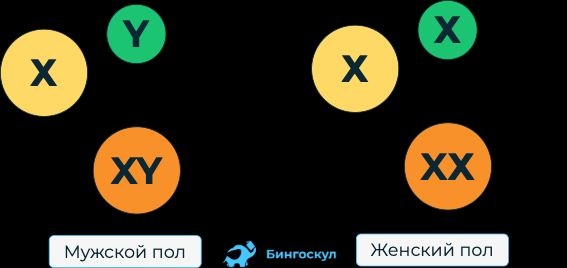 Y
X
XY
Мужской пол
X
X
XX
Женский пол
Бингоскул